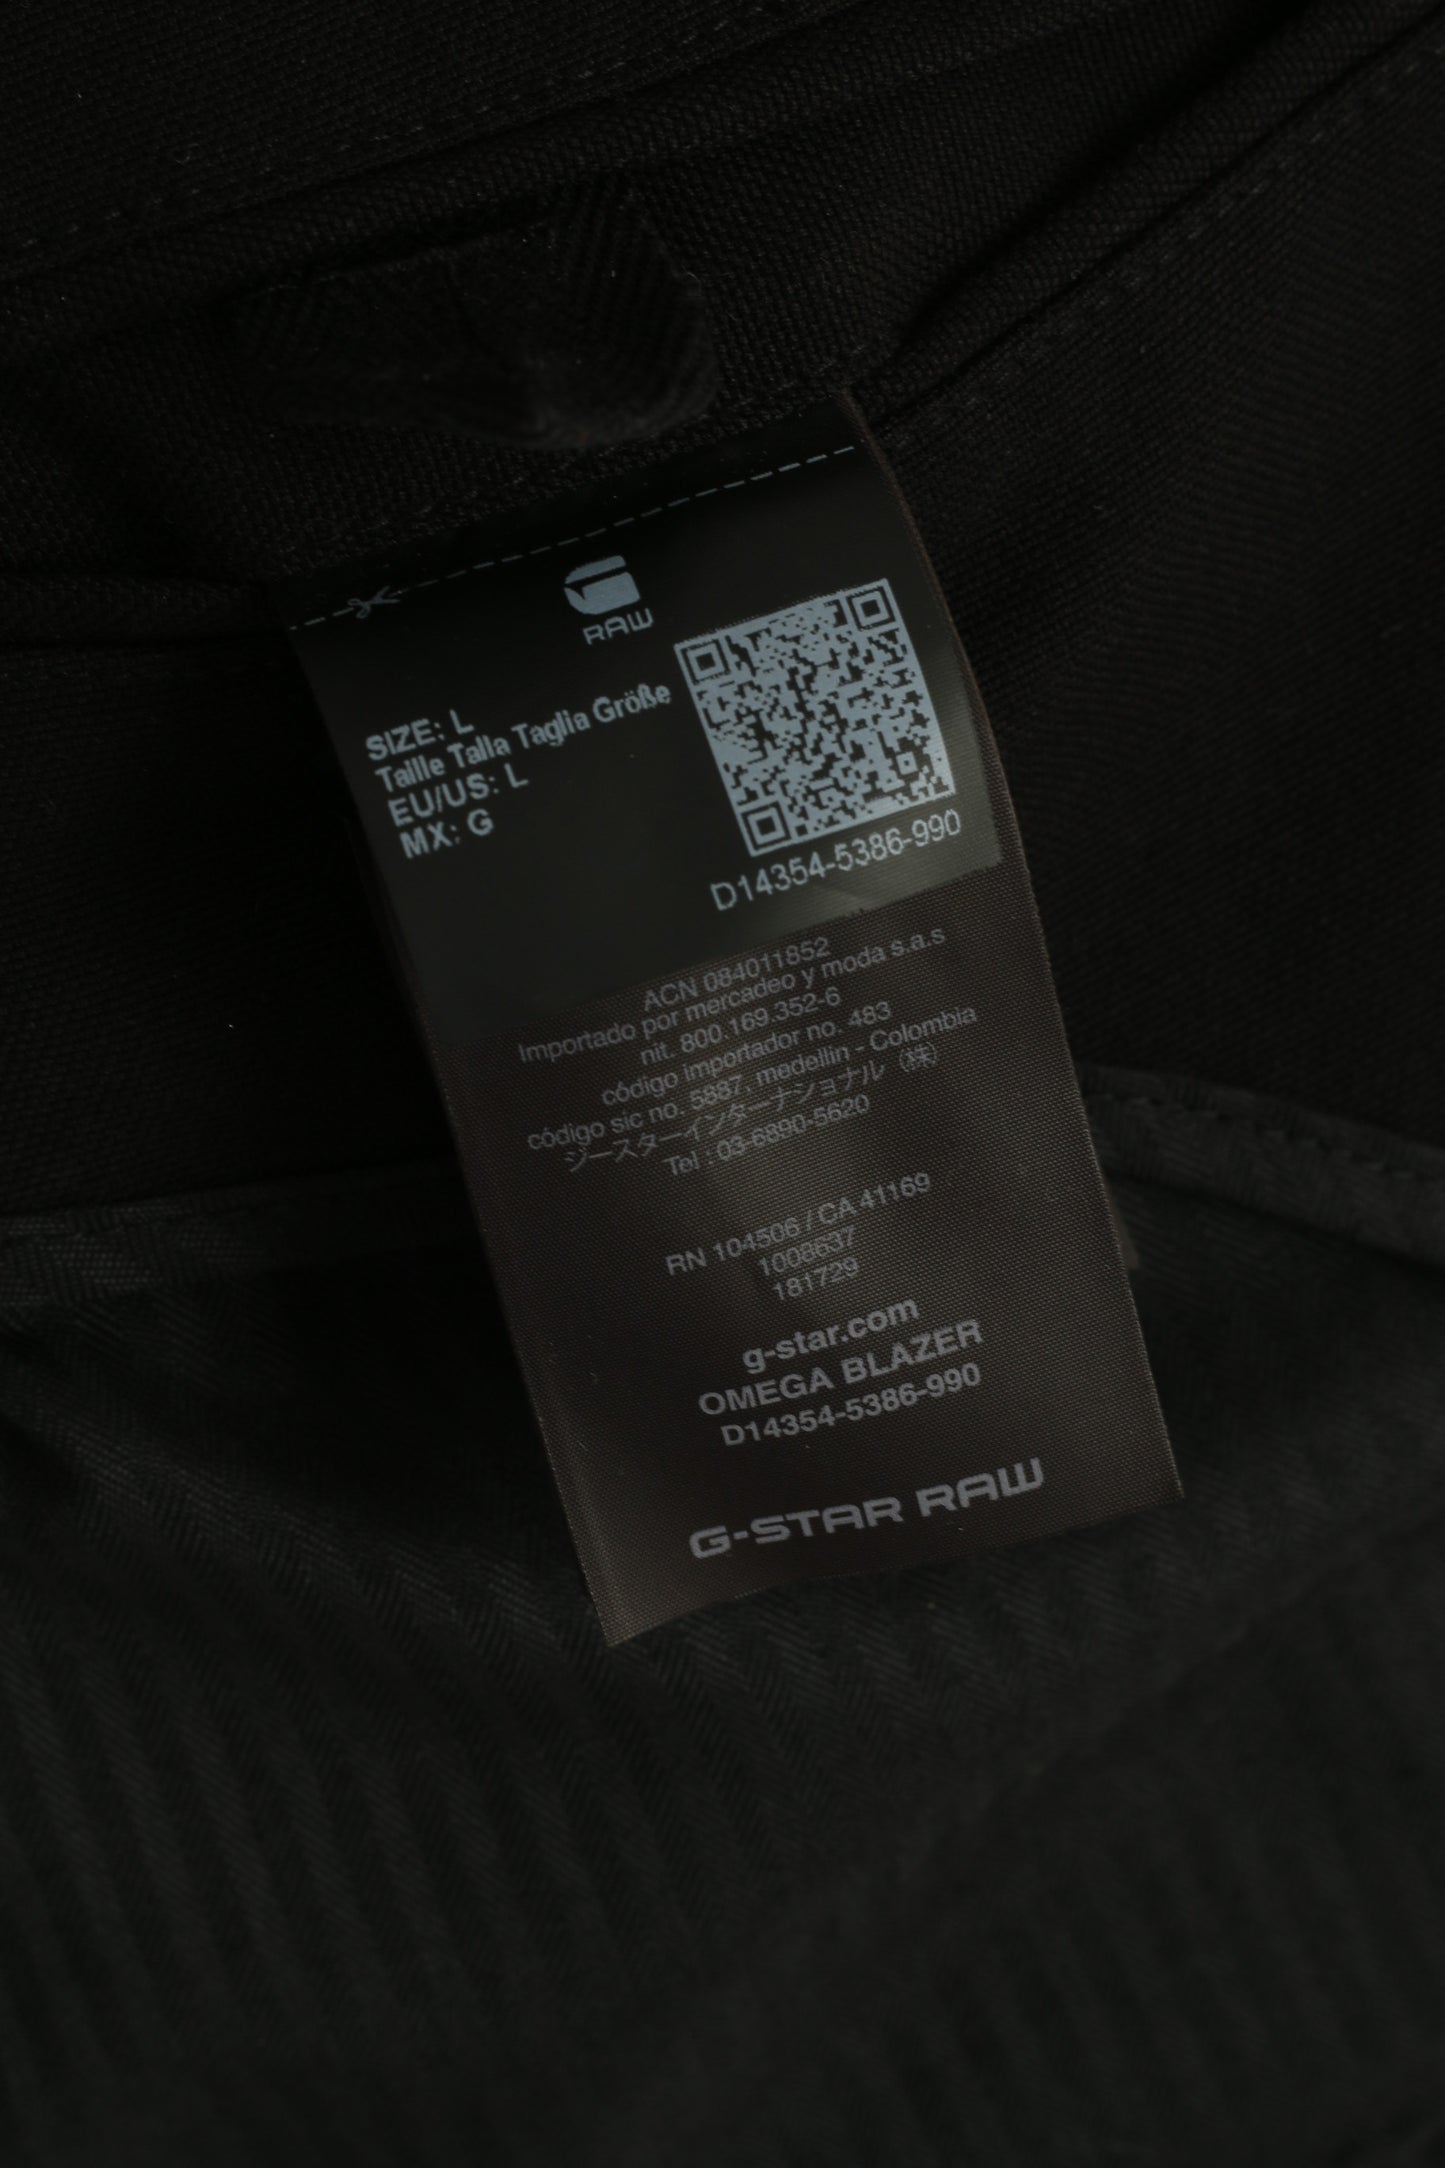 RAW
SIZE: L
Taille Talla Taglia Größe
EU/US: L
MX: G
D14354-5386-990
ACN 084011852
Importado por mercadeo y moda s.a.s
nit. 800.169.352-6
código importador no. 483
código sic no. 5887, medellin - Colombia
ジースターインターナショナル（株）
Tel : 03-6890-5620
RN 104506 / CA 41169
1008637
181729
g-star.com
OMEGA BLAZER
D14354-5386-990
G-STAR RAW